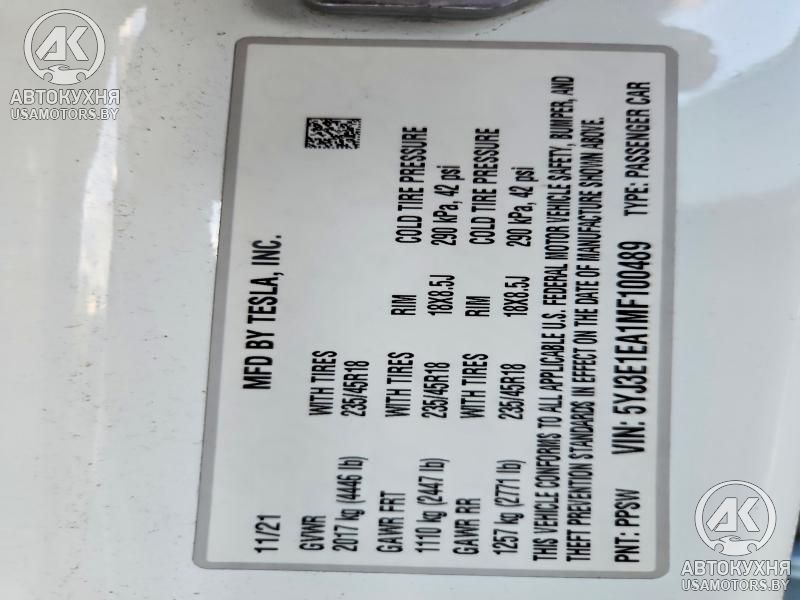 AK
АВТОКУХНЯ
USAMOTORS.BY
MFD BY TESLA, INC.
11/21
GVWR WITH TIRES RIM COLD TIRE PRESSURE
2017 kg (4446 lb) 235/45R18 18X8.5J 290 kPa, 42 psi
GAWR FRT WITH TIRES RIM COLD TIRE PRESSURE
1110 kg (2447 lb) 235/45R18 18X8.5J 290 kPa, 42 psi
GAWR RR
1257 kg (2771 lb) 235/45R18
THIS VEHICLE CONFORMS TO ALL APPLICABLE U.S. FEDERAL MOTOR VEHICLE SAFETY, BUMPER, AND
THEFT PREVENTION STANDARDS IN EFFECT ON THE DATE OF MANUFACTURE SHOWN ABOVE.
PNT: PPSW VIN: 5YJ3E1EA1MF100489 TYPE: PASSENGER CAR
AK
АВТОКУХНЯ
USAMOTORS.BY